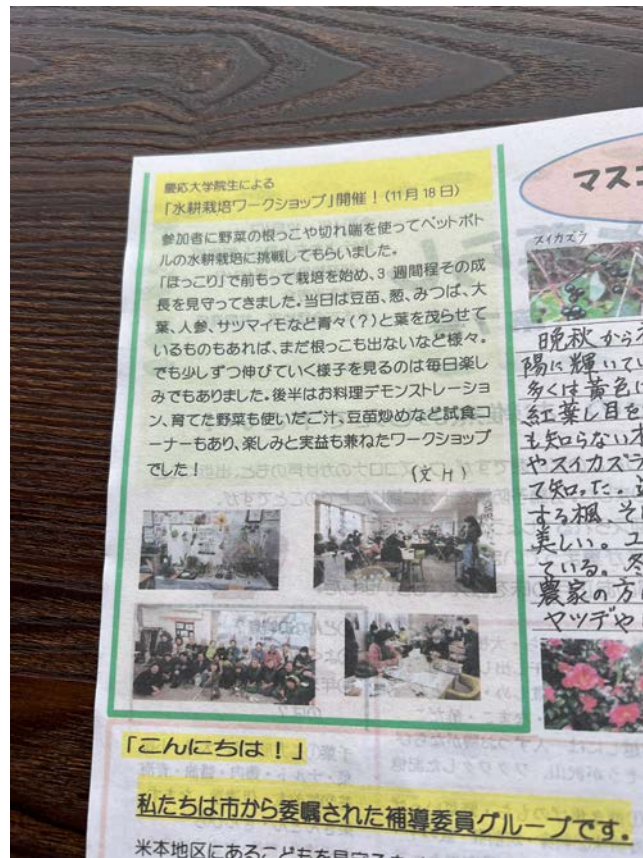 慶応大学院生による
「水耕栽培ワークショップ」開催！(11月18日)
参加者に野菜の根っこや切れ端を使ってペットボト
ルの水耕栽培に挑戦してもらいました。
「ほっこり」で前もって栽培を始め、3週間程その成
長を見守ってきました。当日は豆苗、葱、みつば、大
葉、人参、サツマイモなど青々(？)と葉を茂らせて
いるものもあれば、まだ根っこも出ないなど様々。
でも少しずつ伸びていく様子を見るのは毎日楽し
みでもありました。後半はお料理デモンストレーショ
ン、育てた野菜も使いだご汁、豆苗炒めなど試食コ
ーナーもあり、楽しみと実益も兼ねたワークショップ
でした！
(文 H)
「こんにちは！」
私たちは市から委嘱された補導委員グループです。
米本地区にあるこどもを見守る
マスコ
スイカズラ
晩秋から
陽に輝いてい
多くは黄色い
紅葉し目を
も知らない
やスイカズラ
て知った。
する楓、そ
美しい。ユ
ている。冬
農家の方
ヤツデや